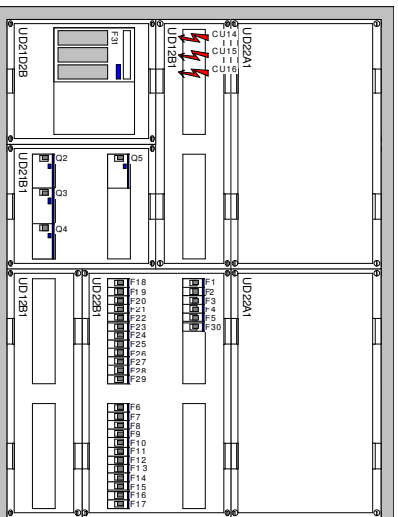 UD21D2B
F31
UD12B1
CU14
CU15
CU16
UD22A1
UD21B1
Q2
Q3
Q4
Q5
UD12B1
UD22B1
F18
F19
F20
F21
F22
F23
F24
F25
F26
F27
F28
F29
F6
F7
F8
F9
F10
F11
F12
F13
F14
F15
F16
F17
F1
F2
F3
F4
F5
F30
UD22A1